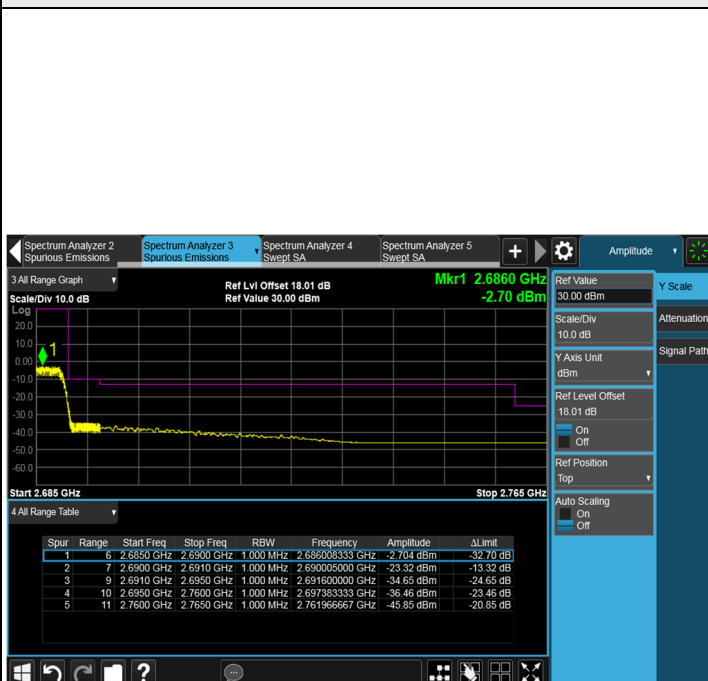 Spectrum Analyzer 2
Spurious Emissions
Spectrum Analyzer 3
Spurious Emissions
Spectrum Analyzer 4
Swept SA
Spectrum Analyzer 5
Swept SA
+
Amplitude
3 All Range Graph
Scale/Div 10.0 dB
Ref Lvl Offset 18.01 dB
Ref Value 30.00 dBm
Mkr1 2.6860 GHz
-2.70 dBm
Log
20.0
10.0
0.00
-10.0
-20.0
-30.0
-40.0
-50.0
-60.0
1
Start 2.685 GHz
Stop 2.765 GHz
4 All Range Table
Spur Range Start Freq Stop Freq RBW Frequency Amplitude ΔLimit
1 6 2.6850 GHz 2.6900 GHz 1.000 MHz 2.686008333 GHz -2.704 dBm -32.70 dB
2 7 2.6900 GHz 2.6910 GHz 1.000 MHz 2.690005000 GHz -23.32 dBm -13.32 dB
3 9 2.6910 GHz 2.6950 GHz 1.000 MHz 2.691600000 GHz -34.65 dBm -24.65 dB
4 10 2.6950 GHz 2.7600 GHz 1.000 MHz 2.697383333 GHz -36.46 dBm -23.46 dB
5 11 2.7600 GHz 2.7650 GHz 1.000 MHz 2.761966667 GHz -45.85 dBm -20.85 dB
?
Ref Value
30.00 dBm
Scale/Div
10.0 dB
Y Axis Unit
dBm
Ref Level Offset
18.01 dB
On
Off
Ref Position
Top
Auto Scaling
On
Off
Y Scale
Attenuation
Signal Path